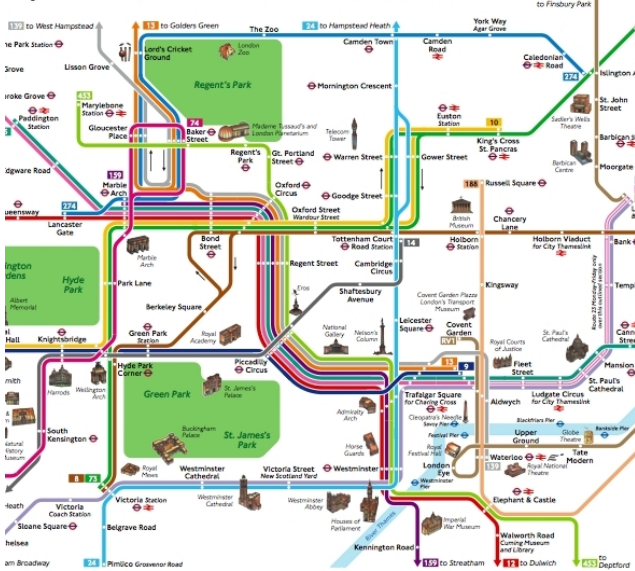 to Finsbury Park
139 to West Hampstead
13 to Golders Green
24 to Hampstead Heath
The Zoo
York Way
Agar Grove
Park Station
Lord's Cricket
Ground
London
Zoo
Camden Town
Camden
Road
Caledonian
Road
Lisson Grove
Grove
Regent's Park
274
Islington
453
Marylebone
Station
Mornington Crescent
Paddington
Station
Gloucester
Place
74
Baker
Street
Madame Tussaud's and
London Planetarium
Telecom
Tower
Euston
Station
10
St. John
Street
Sadler's Wells
Theatre
King's Cross
St. Pancras
Barbican
Barbican
Centre
Regent's
Park
Gt. Portland
Street
Warren Street
Gower Street
Moorgate
Edgware Road
159
Marble
Arch
Oxford
Circus
Goodge Street
188
Russell Square
274
Lancaster
Gate
Oxford Street
Wardour Street
British
Museum
Chancery
Lane
Bond
Street
Tottenham Court
Road Station
14
Holborn
Station
Holborn Viaduct
for City Thameslink
Bank
Marble
Arch
Regent Street
Cambridge
Circus
Hyde
Park
Park Lane
Eros
Shaftesbury
Avenue
Kingsway
Route 23 Monday-Friday only
over this outlined section
Albert
Memorial
Berkeley Square
Covent Garden Piazza
London's Transport
Museum
Green Park
Station
Royal
Academy
National
Gallery
Nelson's
Column
Leicester
Square
Covent
Garden
RV1
Royal Courts
of Justice
St. Paul's
Cathedral
Hall
Knightsbridge
Hyde Park
Corner
Piccadilly
Circus
13
9
Fleet
Street
Mansion
Harrods
Wellington
Arch
Green Park
St. James's
Palace
St. Paul's
Cathedral
Admiralty
Arch
Trafalgar Square
for Charing Cross
Aldwych
Ludgate Circus
for City Thameslink
Cleopatra's Needle
Savoy Pier
Blackfriars Pier
South
Kensington
Buckingham
Palace
St. James's
Park
Horse
Guards
Festival Pier
Upper
Ground
Globe
Theatre
Bankside Pier
Royal
Festival Hall
Tate
Modern
Royal
Mews
Westminster
Cathedral
Victoria Street
New Scotland Yard
Westminster
London
Eye
Waterloo
139
Royal National
Theatre
Westminster
Pier
8
73
Victoria
Coach Station
Victoria Station
Westminster
Cathedral
Westminster
Abbey
Houses of
Parliament
River Thames
Imperial
War Museum
Elephant & Castle
Sloane Square
Belgrave Road
Kennington Road
Walworth Road
Cuming Museum
and Library
24
Pimlico Grosvenor Road
159 to Streatham
12 to Dulwich
453
to
Deptford